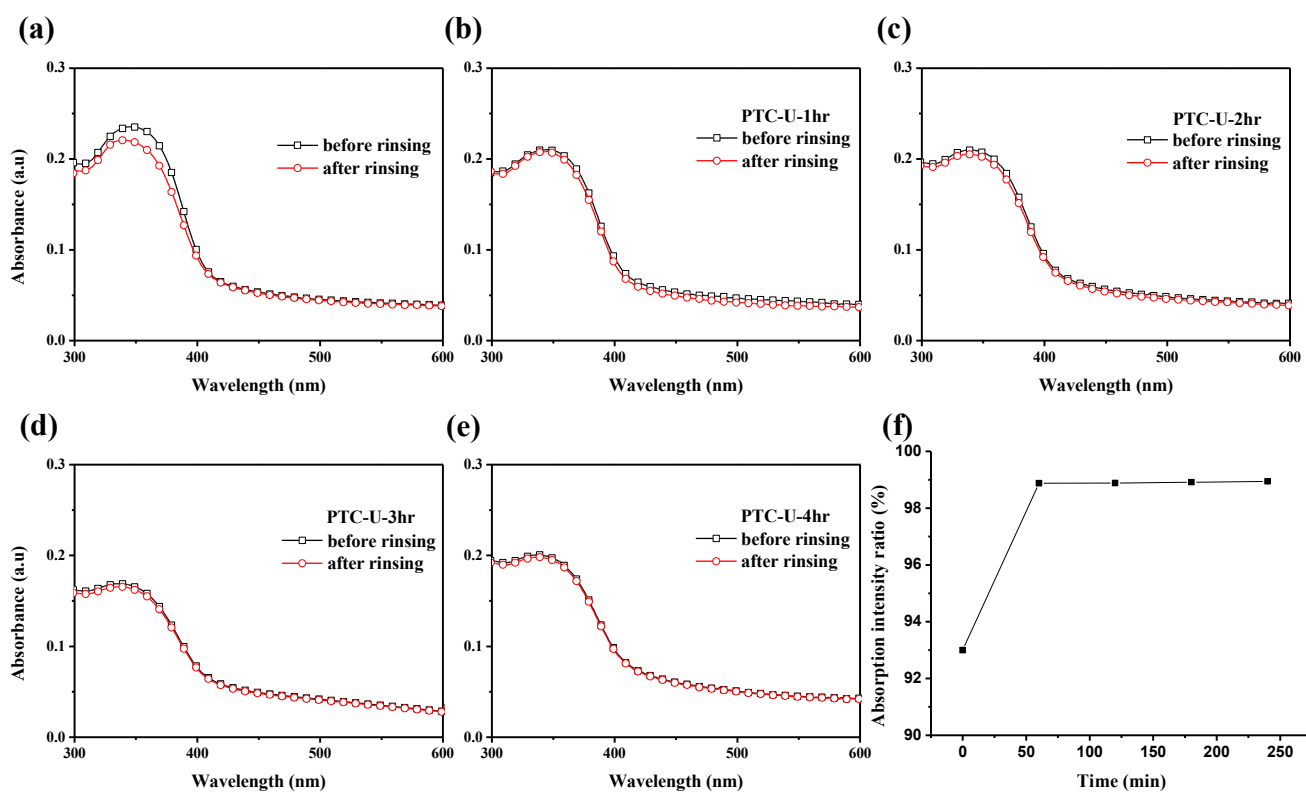 (a)
0.3
0.2
0.1
0.0
Absorbance (a.u)
before rinsing
after rinsing
300
400
500
600
Wavelength (nm)
(b)
0.3
0.2
0.1
0.0
PTC-U-1hr
before rinsing
after rinsing
300
400
500
600
Wavelength (nm)
(c)
0.3
0.2
0.1
0.0
PTC-U-2hr
before rinsing
after rinsing
300
400
500
600
Wavelength (nm)
(d)
0.3
0.2
0.1
0.0
Absorbance (a.u)
PTC-U-3hr
before rinsing
after rinsing
300
400
500
600
Wavelength (nm)
(e)
0.3
0.2
0.1
0.0
PTC-U-4hr
before rinsing
after rinsing
300
400
500
600
Wavelength (nm)
(f)
100
99
98
97
96
95
94
93
92
91
90
Absorption intensity ratio (%)
0
50
100
150
200
250
Time (min)